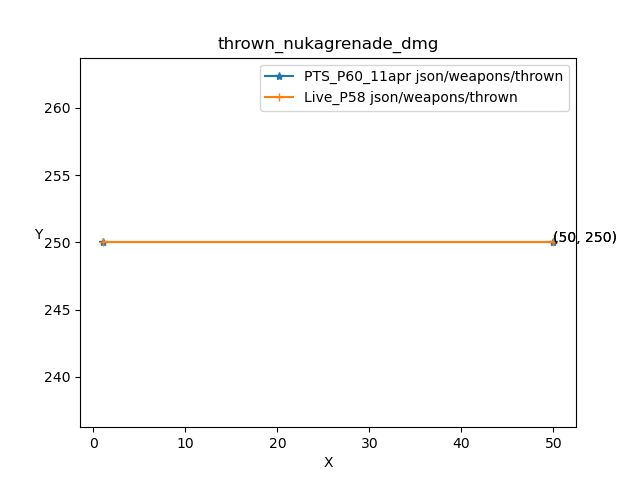 thrown_nukagrenade_dmg
PTS_P60_11apr json/weapons/thrown
Live_P58 json/weapons/thrown
260
255
Y
250
(50, 250)
245
240
0 10 20 30 40 50
X